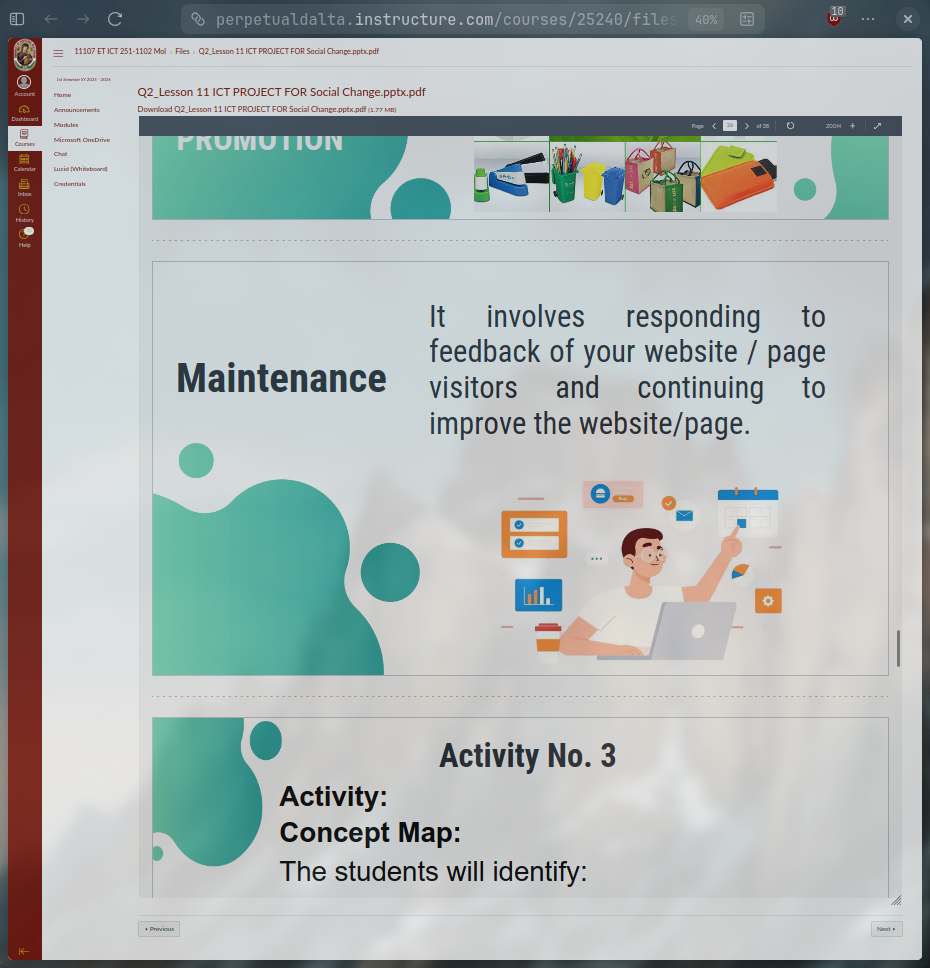 perpetualdalta.instructure.com/courses/25240/files
40%
10
11107 ET ICT 251-1102 Mol › Files › Q2_Lesson 11 ICT PROJECT FOR Social Change.pptx.pdf
1st Semester SY 2025 - 2026
Home
Announcements
Modules
Microsoft OneDrive
Chat
Lucid (Whiteboard)
Credentials
Account
Dashboard
Courses
Calendar
Inbox
History
Help
Q2_Lesson 11 ICT PROJECT FOR Social Change.pptx.pdf
Download Q2_Lesson 11 ICT PROJECT FOR Social Change.pptx.pdf (1.77 MB)
Page
of 38
ZOOM
PROMOTION
Maintenance
It involves responding to
feedback of your website / page
visitors and continuing to
improve the website/page.
Buy
Activity No. 3
Activity:
Concept Map:
The students will identify:
Previous
Next